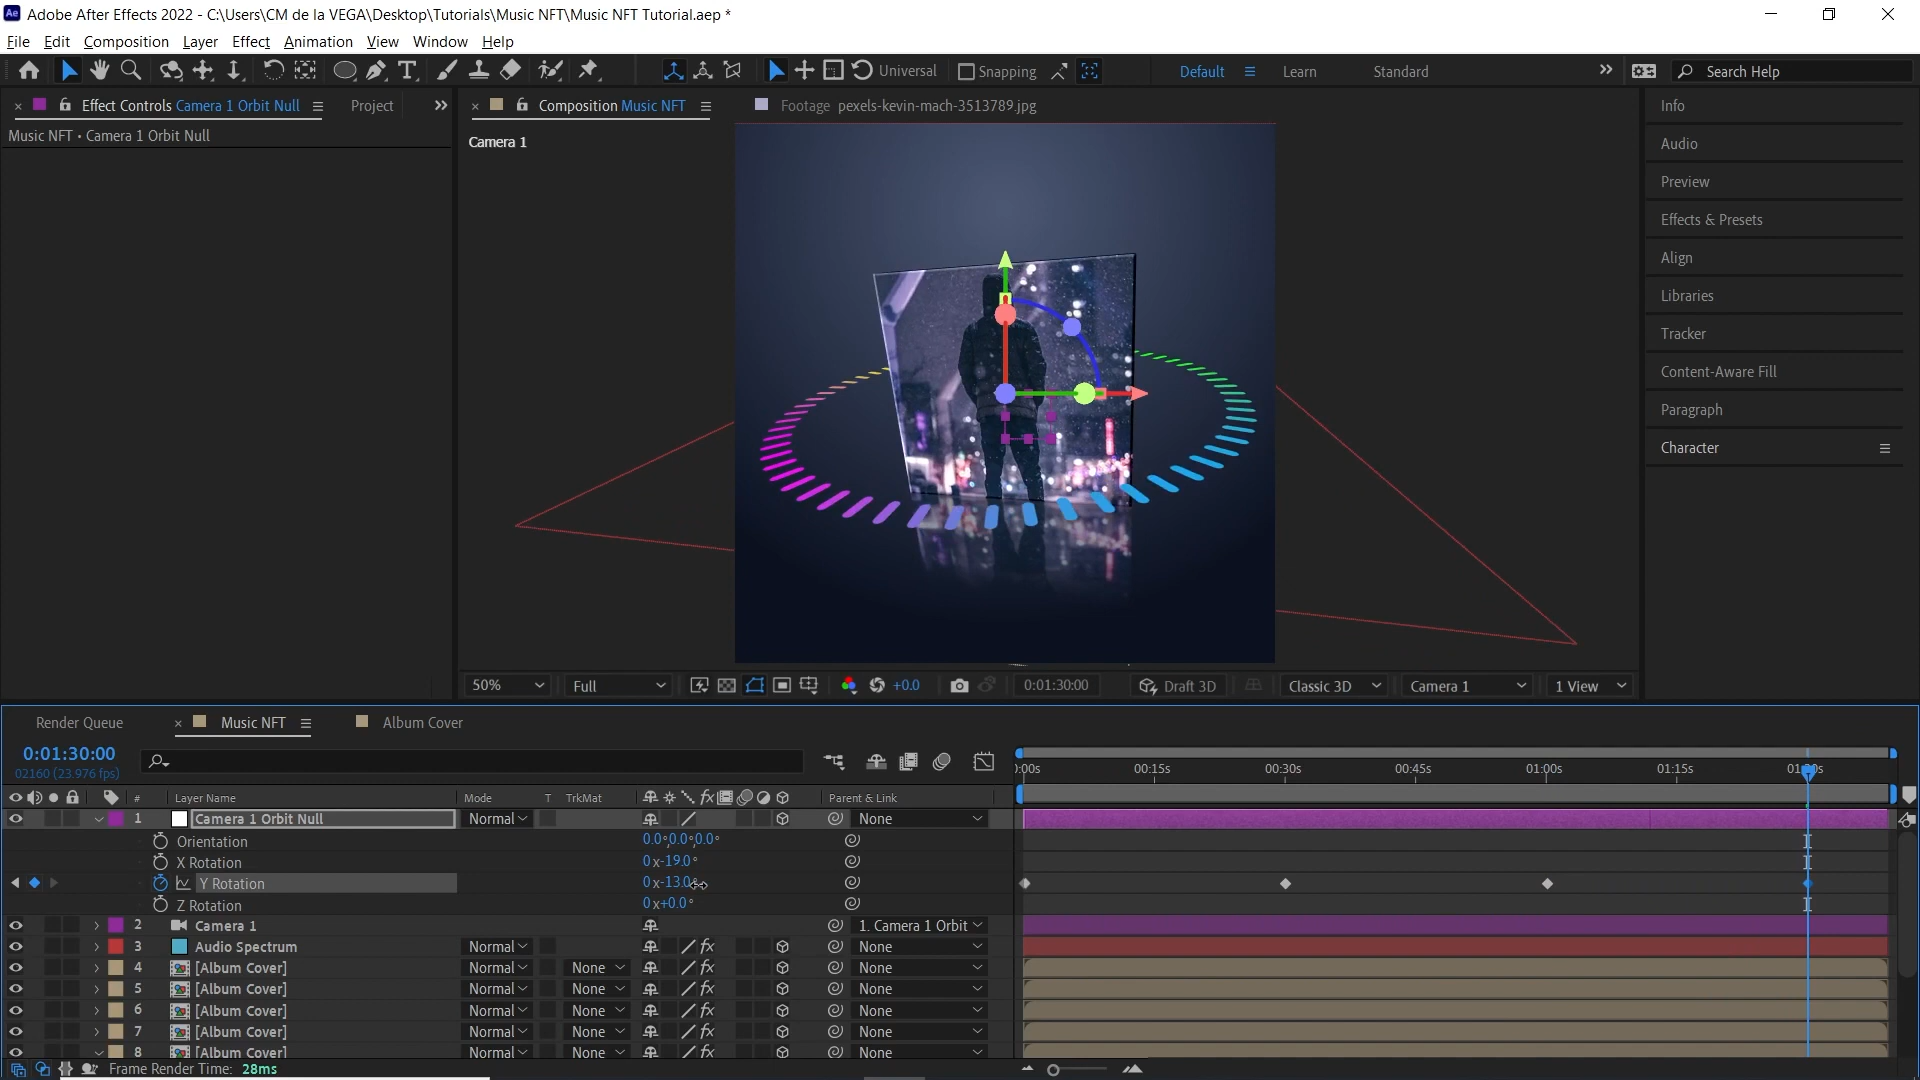 Ae Adobe After Effects 2022 - C:\Users\CM de la VEGA\Desktop\Tutorials\Music NFT\Music NFT Tutorial.aep *
File Edit Composition Layer Effect Animation View Window Help
Universal Snapping Default Learn Standard Search Help
Effect Controls Camera 1 Orbit Null Project
Music NFT • Camera 1 Orbit Null
Composition Music NFT Footage pexels-kevin-mach-3513789.jpg
Camera 1
Info
Audio
Preview
Effects & Presets
Align
Libraries
Tracker
Content-Aware Fill
Paragraph
Character
50% Full +0.0 0:01:30:00 Draft 3D Classic 3D Camera 1 1 View
Render Queue Music NFT Album Cover
0:01:30:00
02160 (23.976 fps)
:00s 00:15s 00:30s 00:45s 01:00s 01:15s
# Layer Name Mode T TrkMat Parent & Link
1 Camera 1 Orbit Null Normal None
Orientation 0.0°,0.0°,0.0°
X Rotation 0x-19.0°
Y Rotation 0x-13.0
Z Rotation 0x+0.0°
2 Camera 1 1. Camera 1 Orbit
3 Audio Spectrum Normal fx None
4 [Album Cover] Normal None fx None
5 [Album Cover] Normal None fx None
6 [Album Cover] Normal None fx None
7 [Album Cover] Normal None fx None
8 [Album Cover] Normal None fx None
Frame Render Time: 28ms